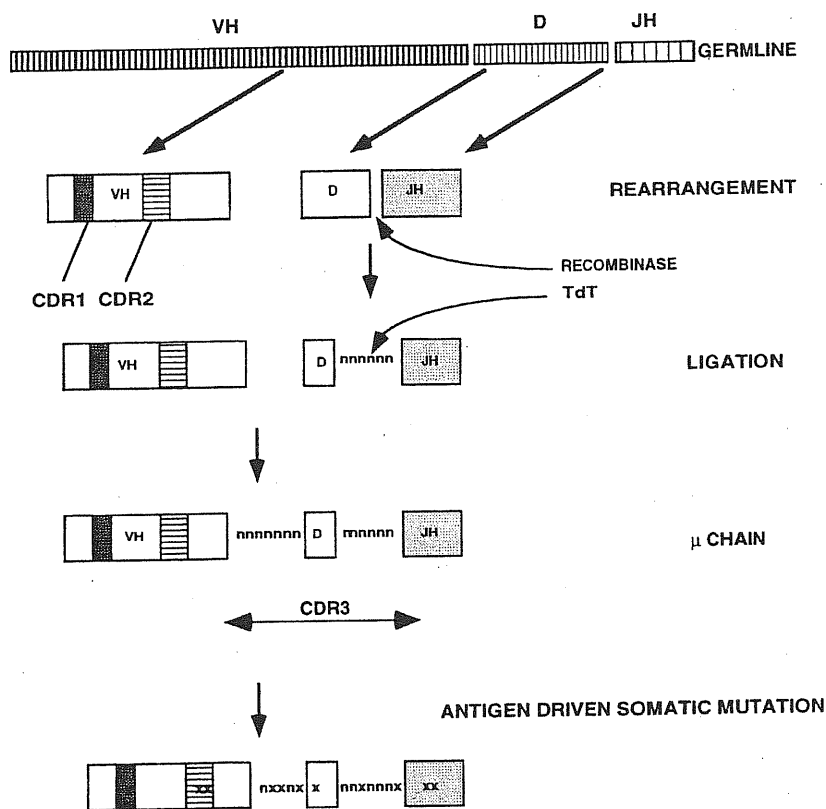 VH D JH
GERMLINE
VH D JH REARRANGEMENT
RECOMBINASE
CDR1 CDR2 TdT
VH D nnnnnn JH LIGATION
VH nnnnnnn D nnnnnn JH μ CHAIN
CDR3
ANTIGEN DRIVEN SOMATIC MUTATION
xx nxxnx x nnxnnnx xx